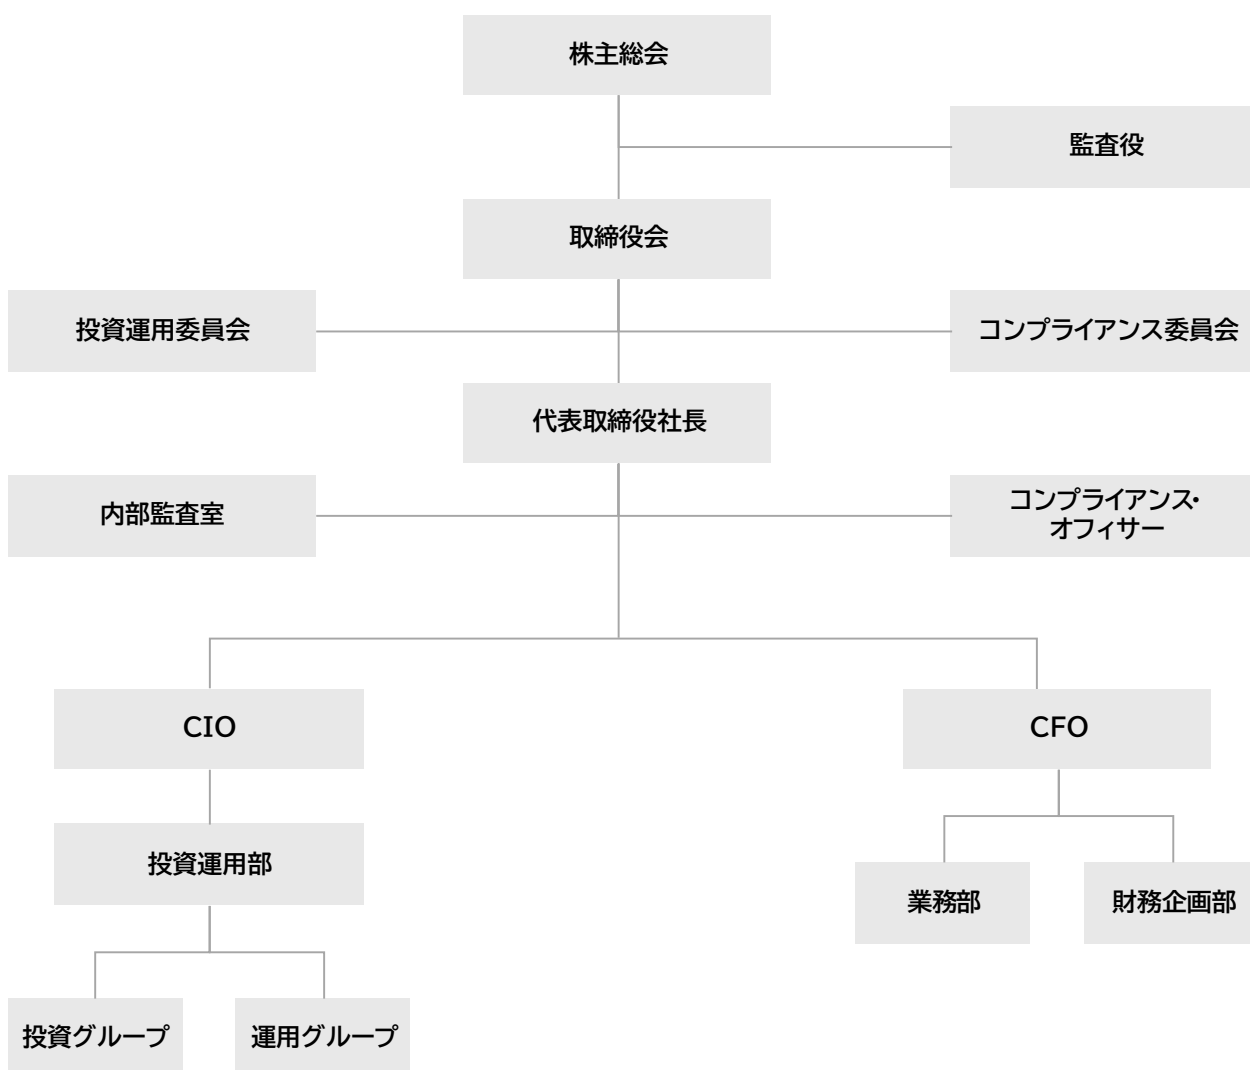 株主総会
監査役
取締役会
投資運用委員会
コンプライアンス委員会
代表取締役社長
内部監査室
コンプライアンス・
オフィサー
CIO
CFO
投資運用部
業務部
財務企画部
投資グループ
運用グループ